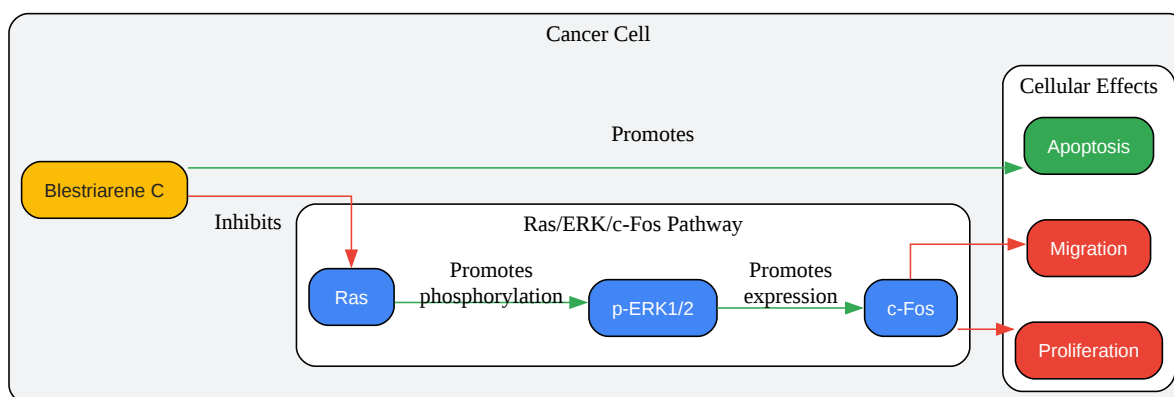 Cancer Cell
Cellular Effects
Promotes
Apoptosis
Blestriarene C
Inhibits
Ras/ERK/c-Fos Pathway
Migration
Promotes
phosphorylation
Promotes
expression
Ras
p-ERK1/2
c-Fos
Proliferation